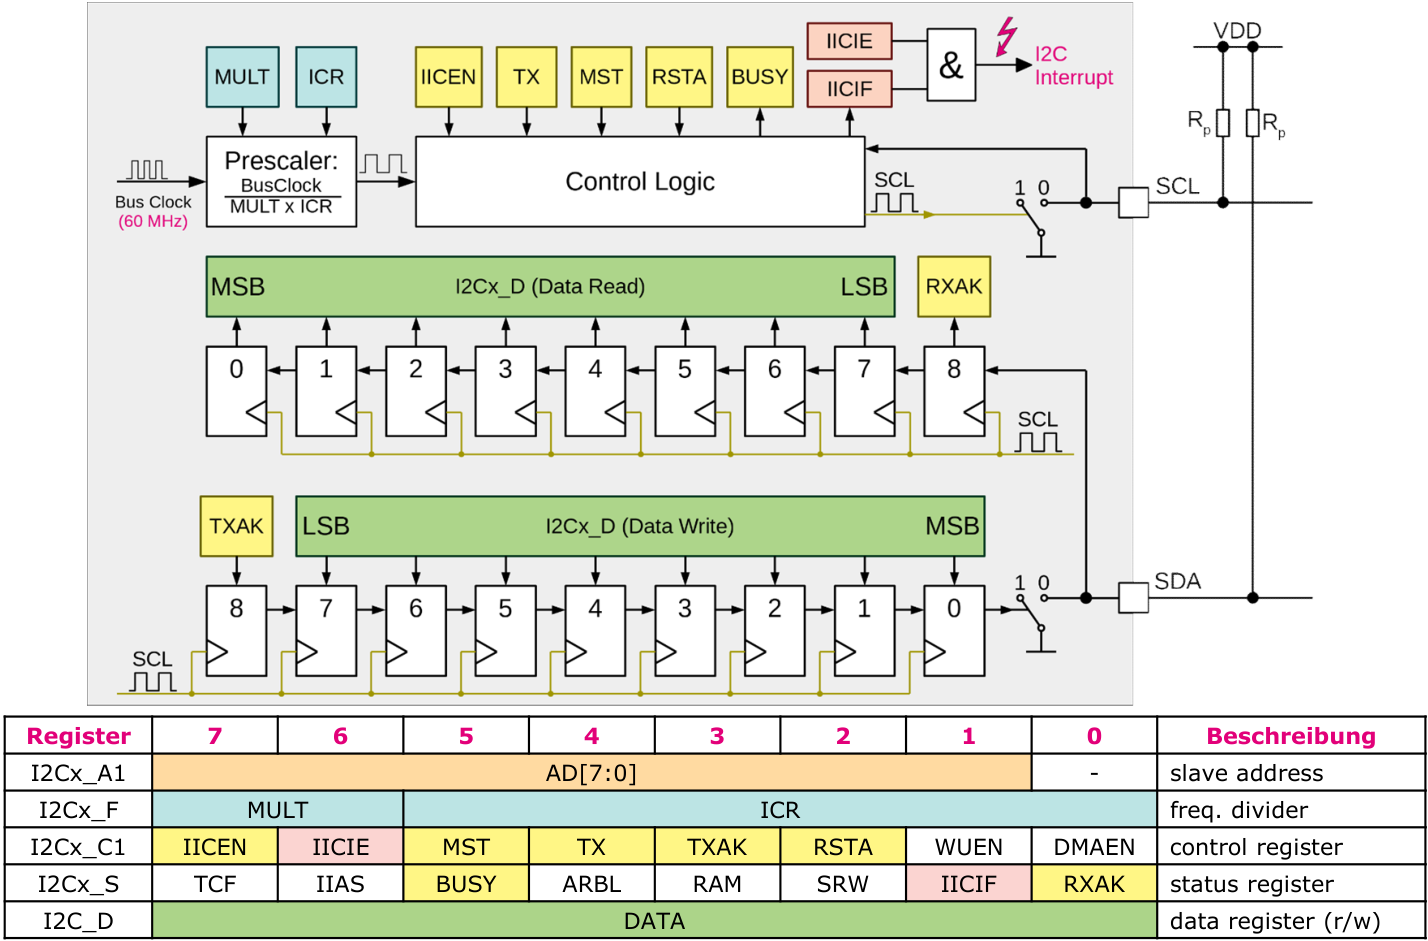 IICIE
IICIF
&
I2C
Interrupt
VDD
MULT
ICR
IICEN
TX
MST
RSTA
BUSY
Rp
Rp
Prescaler:
BusClock
MULT x ICR
Control Logic
Bus Clock
(60 MHz)
SCL
1 0
SCL
MSB
I2Cx_D (Data Read)
LSB
RXAK
0 1 2 3 4 5 6 7 8
SCL
TXAK
LSB
I2Cx_D (Data Write)
MSB
8 7 6 5 4 3 2 1 0
1 0
SDA
SCL
Register 7 6 5 4 3 2 1 0 Beschreibung
I2Cx_A1 AD[7:0] - slave address
I2Cx_F MULT ICR freq. divider
I2Cx_C1 IICEN IICIE MST TX TXAK RSTA WUEN DMAEN control register
I2Cx_S TCF IIAS BUSY ARBL RAM SRW IICIF RXAK status register
I2C_D DATA data register (r/w)